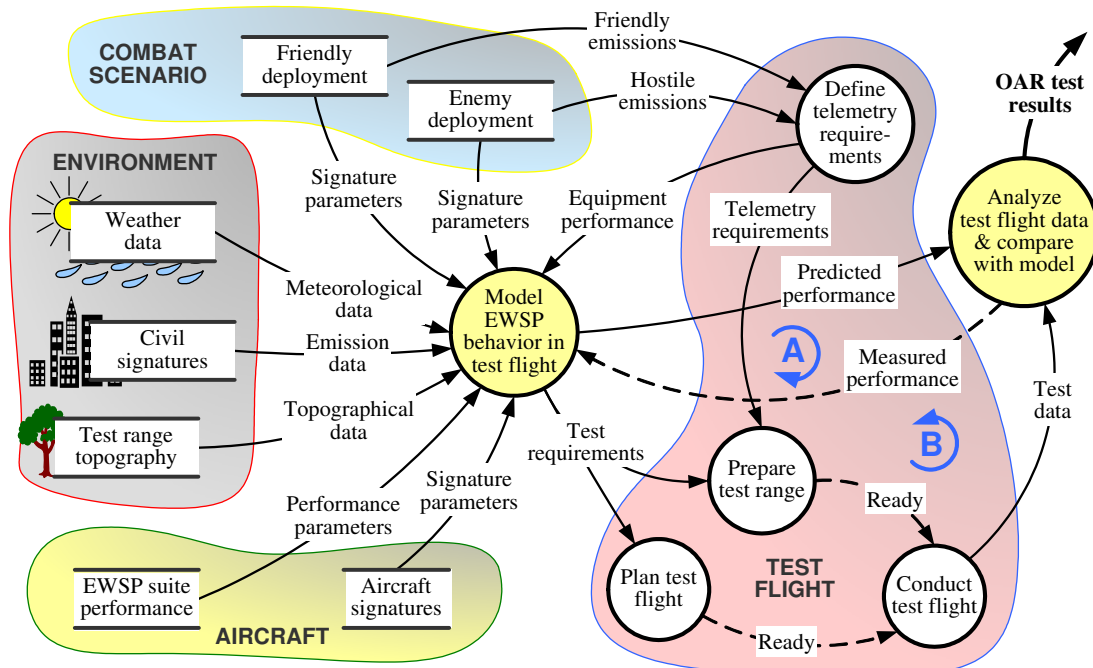 COMBAT
SCENARIO
Friendly
deployment
Enemy
deployment
Friendly
emissions
Hostile
emissions
Define
telemetry
require-
ments
OAR test
results
ENVIRONMENT
Weather
data
Civil
signatures
Test range
topography
Signature
parameters
Signature
parameters
Equipment
performance
Telemetry
requirements
Analyze
test flight data
& compare
with model
Meteorological
data
Emission
data
Topographical
data
Model
EWSP
behavior in
test flight
Predicted
performance
A
Measured
performance
B
Test
data
Test
requirements
Prepare
test range
Ready
Performance
parameters
Signature
parameters
EWSP suite
performance
Aircraft
signatures
AIRCRAFT
Plan test
flight
TEST
FLIGHT
Conduct
test flight
Ready